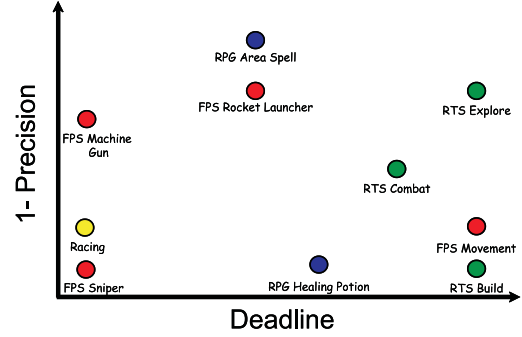 RPG Area Spell
FPS Rocket Launcher
RTS Explore
FPS Machine
Gun
RTS Combat
Racing
FPS Movement
FPS Sniper
RPG Healing Potion
RTS Build
1- Precision
Deadline